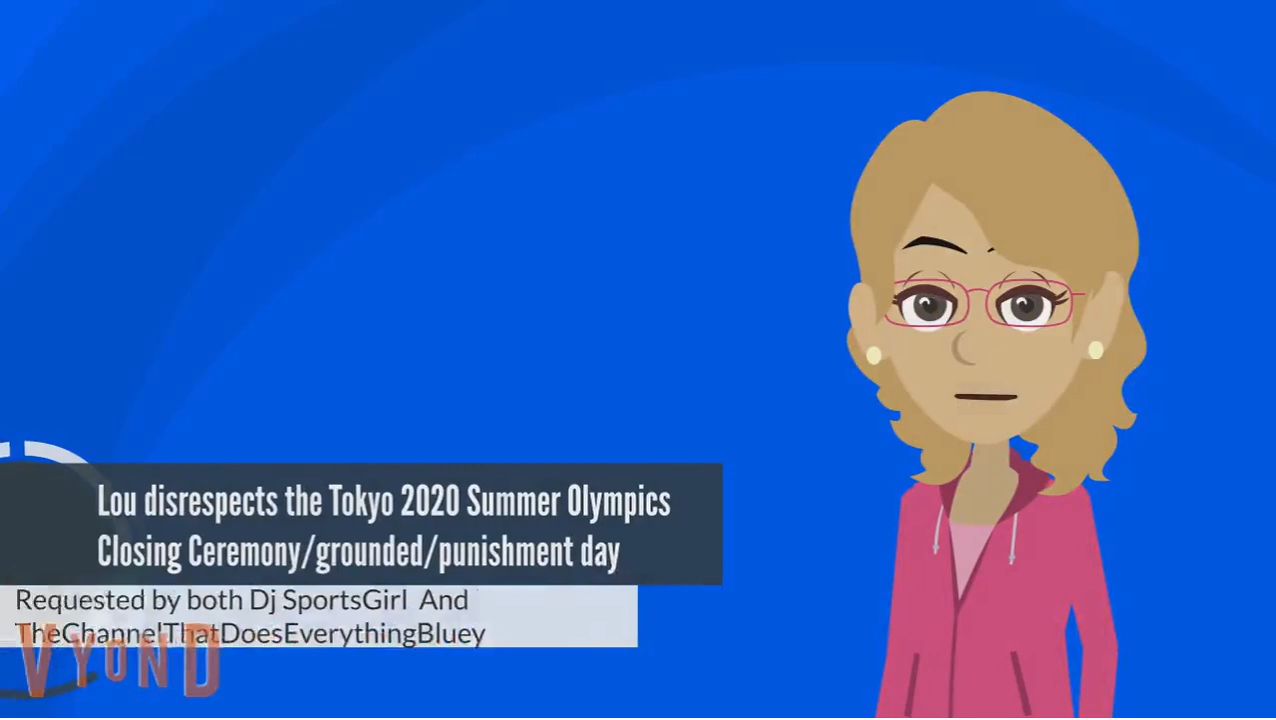 Lou disrespects the Tokyo 2020 Summer Olympics
Closing Ceremony/grounded/punishment day
Requested by both Dj SportsGirl And
TheChannelThatDoesEverythingBluey
VYOND